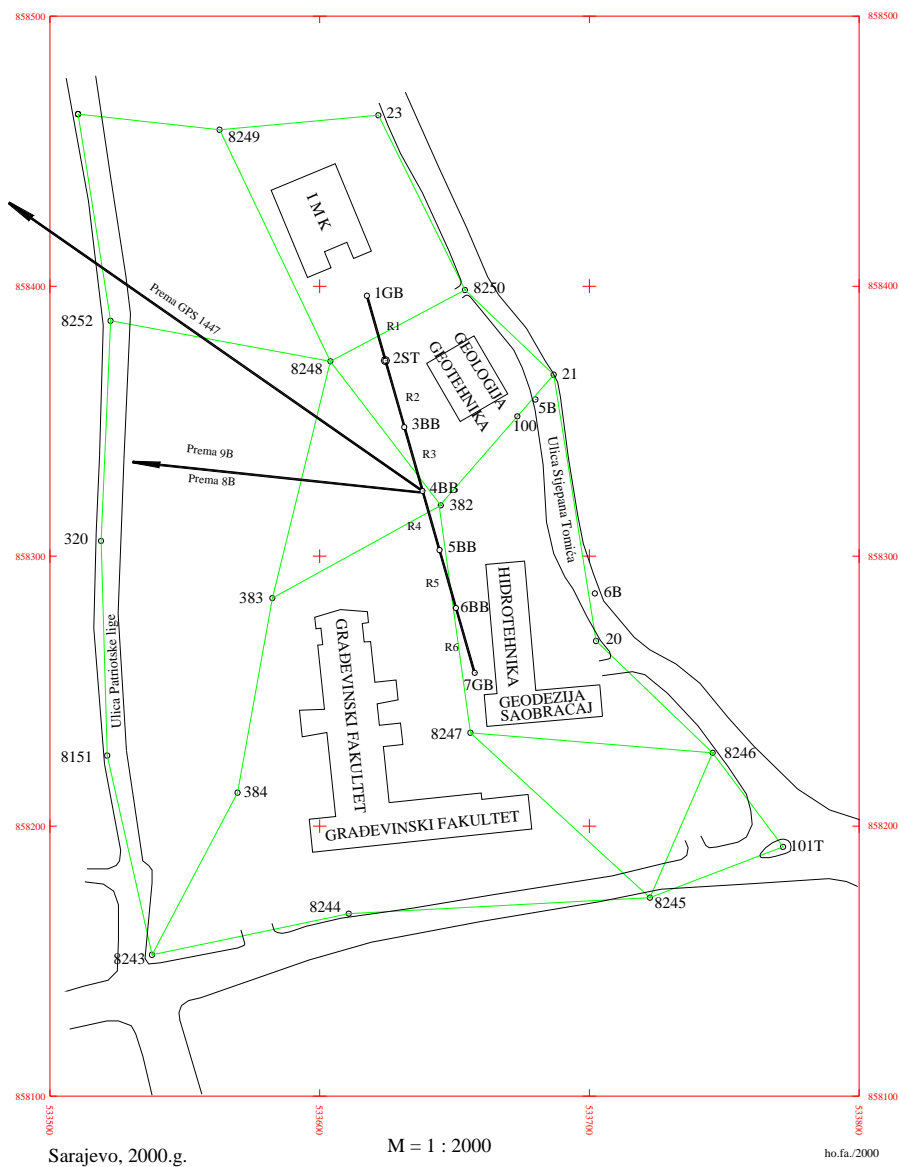 858500
858500
23
8249
I M K
1GB
8250
Prema GPS 1447
R1
8252
GEOLOGIJA
GEOTEHNIKA
858400
858400
8248
2ST
21
R2
5B
3BB
100
Prema 9B
R3
Ulica Stjepana Tomića
Prema 8B
4BB
382
R4
320
5BB
858300
858300
HIDROTEHNIKA
R5
6B
383
6BB
20
R6
Ulica Patriotske lige
GRAĐEVINSKI FAKULTET
7GB
GEODEZIJA
SAOBRAĆAJ
8247
8246
8151
384
GRAĐEVINSKI FAKULTET
101T
858200
858200
8244
8245
8243
858100
858100
533500
533600
533700
533800
Sarajevo, 2000.g.
M = 1 : 2000
ho.fa./2000